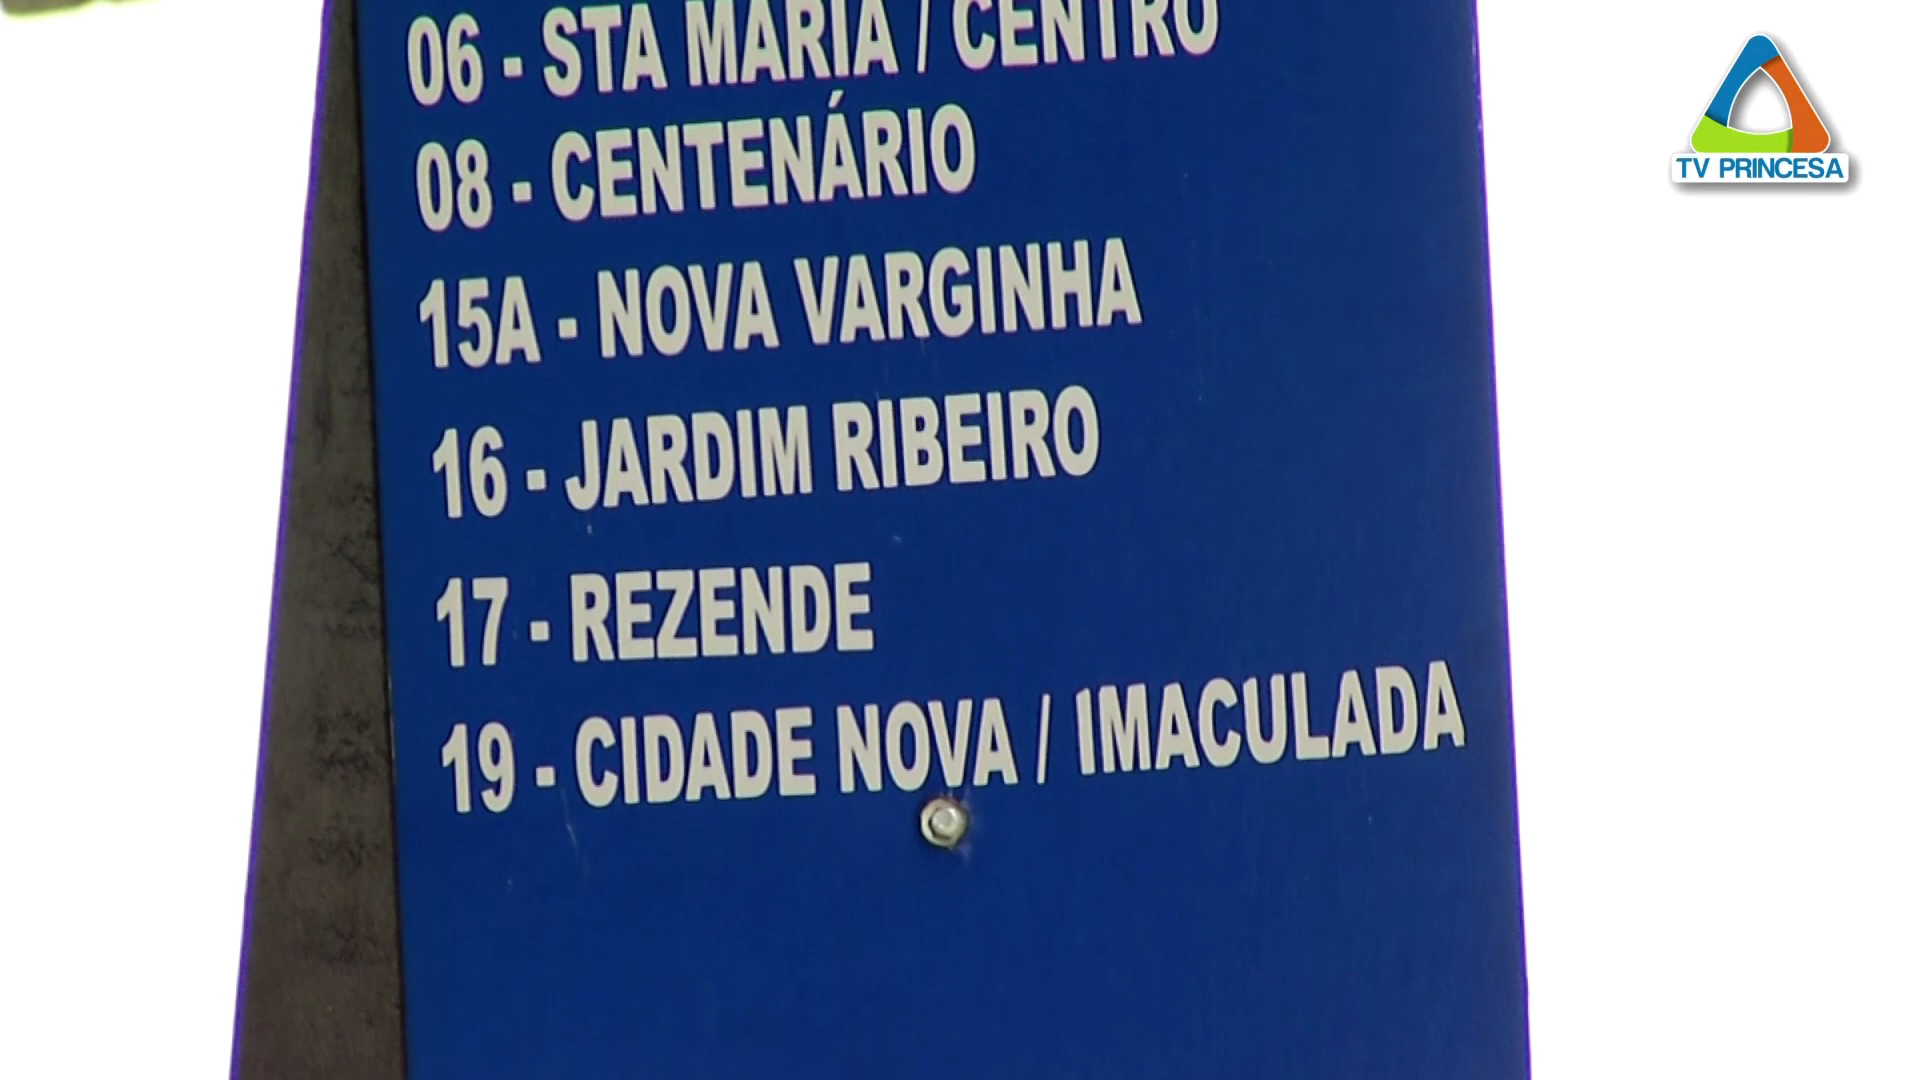 06 - STA MARIA / CENTRO
08 - CENTENÁRIO
15A - NOVA VARGINHA
16 - JARDIM RIBEIRO
17 - REZENDE
19 - CIDADE NOVA / IMACULADA
TV PRINCESA